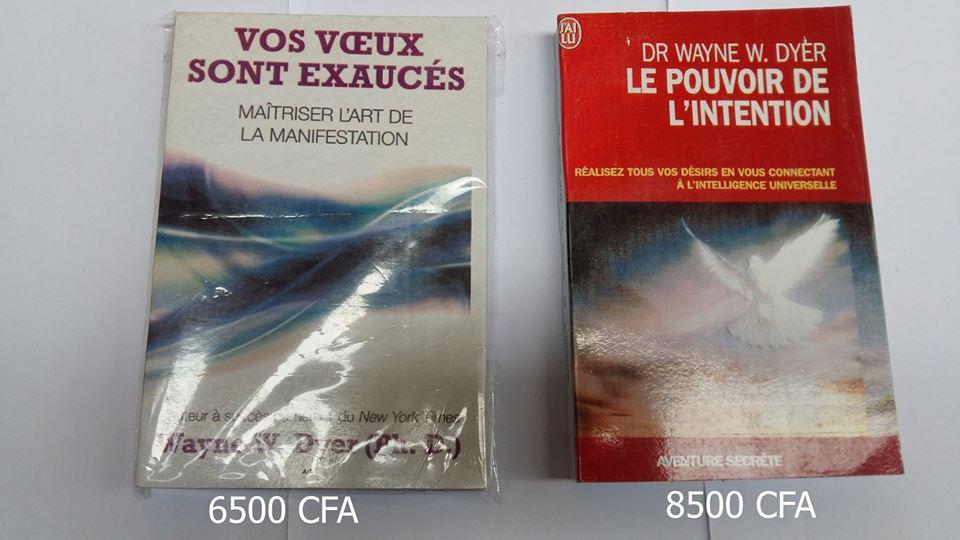 VOS VŒUX
SONT EXAUCÉS
MAÎTRISER L'ART DE
LA MANIFESTATION
à du New York Times
Wayne W. Dyer (Ph. D.)
6500 CFA
J'AI
LU
DR WAYNE W. DYER
LE POUVOIR DE
L'INTENTION
RÉALISEZ TOUS VOS DÉSIRS EN VOUS CONNECTANT
À L'INTELLIGENCE UNIVERSELLE
AVENTURE SECRÈTE
8500 CFA